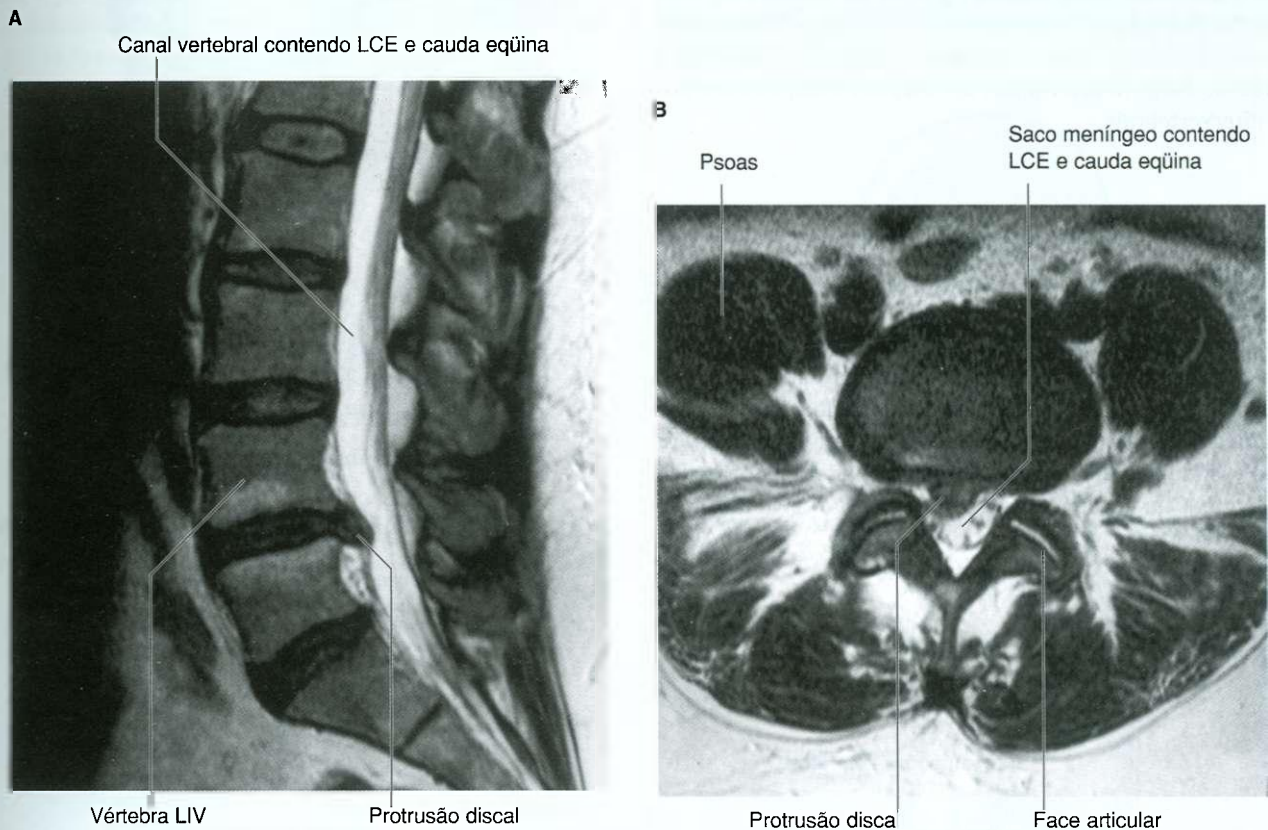 A
Canal vertebral contendo LCE e cauda eqüina
Vértebra LIV
Protrusão discal
B
Psoas
Saco meníngeo contendo
LCE e cauda eqüina
Protrusão disca
Face articular